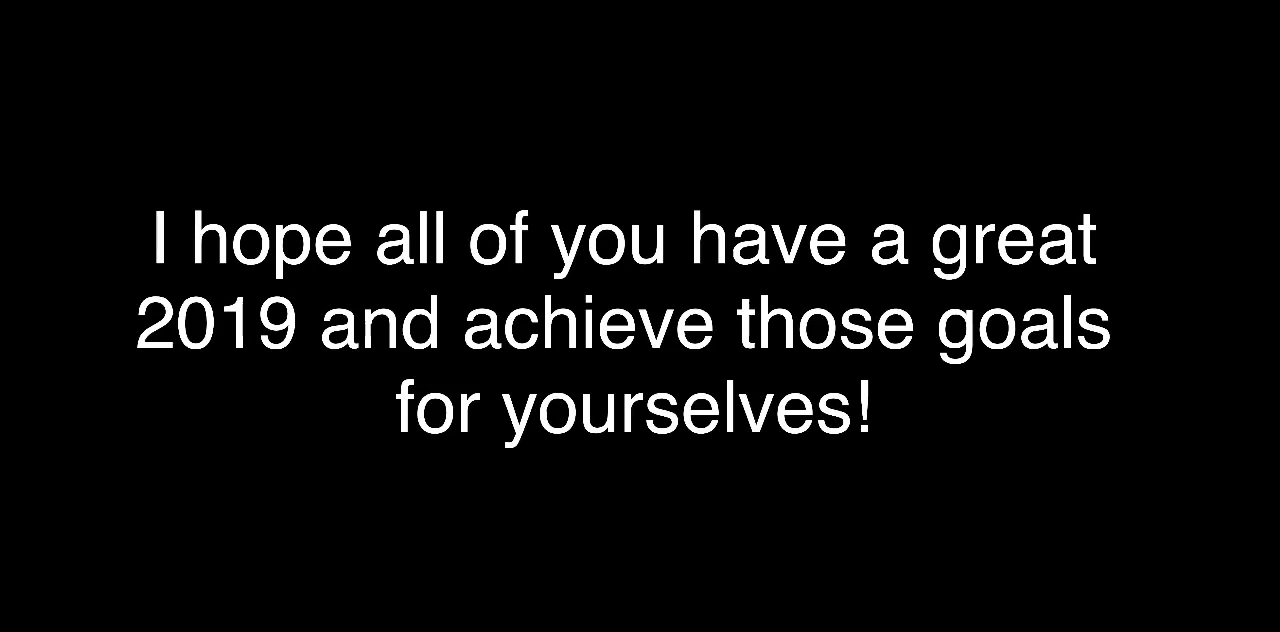 I hope all of you have a great
2019 and achieve those goals
for yourselves!